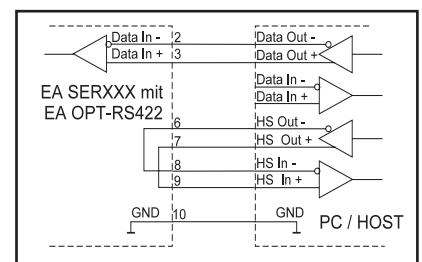 Data In - 2 Data Out -
Data In + 3 Data Out +
Data In -
Data In +
EA SERXXX mit
EA OPT-RS422
6 HS Out -
7 HS Out +
8 HS In -
9 HS In +
GND 10 GND
PC / HOST